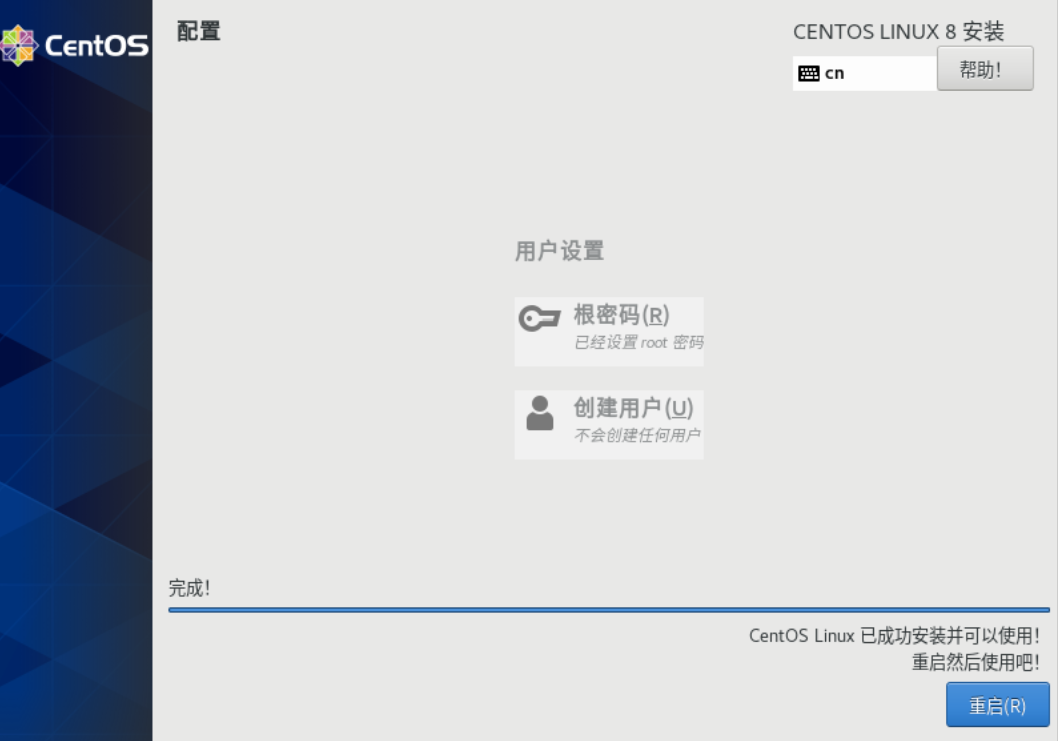 CentOS
配置
CENTOS LINUX 8 安装
cn
帮助！
用户设置
根密码(R)
已经设置 root 密码
创建用户(U)
不会创建任何用户
完成！
CentOS Linux 已成功安装并可以使用！
重启然后使用吧！
重启(R)